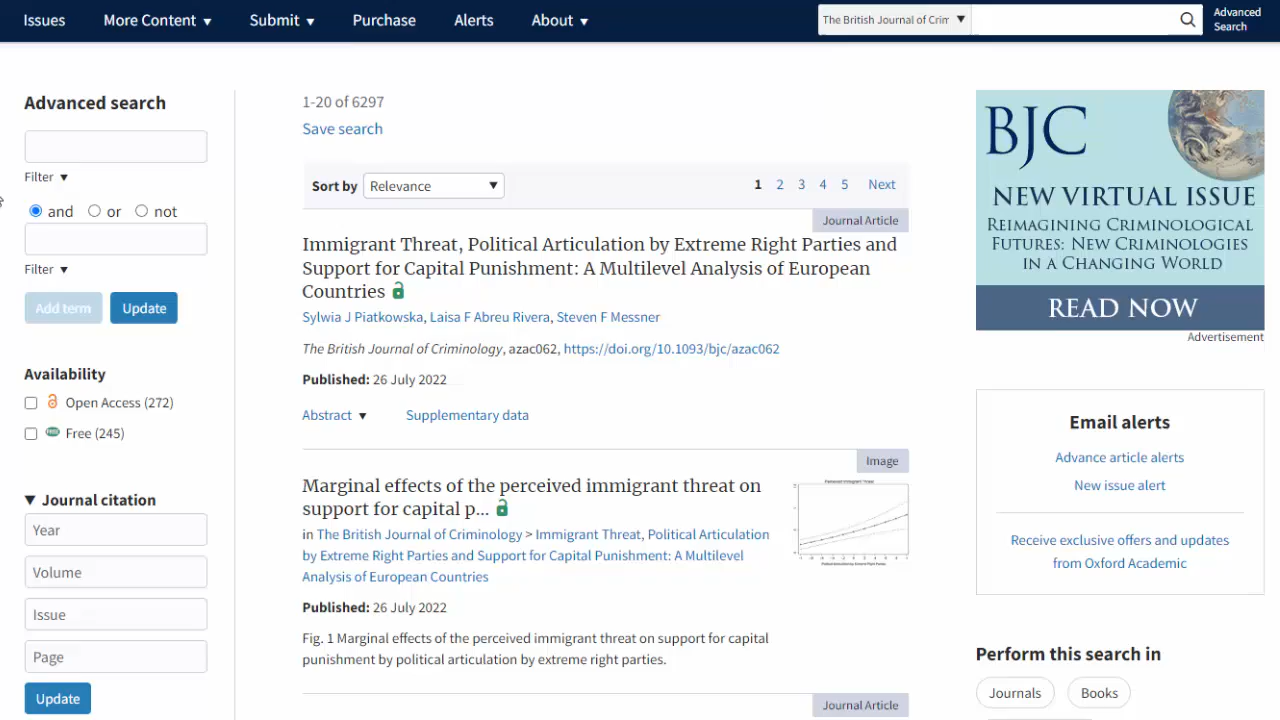 Issues More Content ▼ Submit ▼ Purchase Alerts About ▼ The British Journal of Crim ▼ Advanced Search
Advanced search
Filter ▼
and or not
Filter ▼
Add term Update
Availability
Open Access (272)
Free (245)
▼ Journal citation
Year
Volume
Issue
Page
Update
1-20 of 6297
Save search
Sort by Relevance ▼ 1 2 3 4 5 Next
Journal Article
Immigrant Threat, Political Articulation by Extreme Right Parties and
Support for Capital Punishment: A Multilevel Analysis of European
Countries
Sylwia J Piatkowska, Laisa F Abreu Rivera, Steven F Messner
The British Journal of Criminology, azac062, https://doi.org/10.1093/bjc/azac062
Published: 26 July 2022
Abstract ▼ Supplementary data
Image
Marginal effects of the perceived immigrant threat on
support for capital p...
in The British Journal of Criminology > Immigrant Threat, Political Articulation
by Extreme Right Parties and Support for Capital Punishment: A Multilevel
Analysis of European Countries
Published: 26 July 2022
Fig. 1 Marginal effects of the perceived immigrant threat on support for capital
punishment by political articulation by extreme right parties.
Journal Article
BJC
NEW VIRTUAL ISSUE
REIMAGINING CRIMINOLOGICAL
FUTURES: NEW CRIMINOLOGIES
IN A CHANGING WORLD
READ NOW
Advertisement
Email alerts
Advance article alerts
New issue alert
Receive exclusive offers and updates
from Oxford Academic
Perform this search in
Journals Books